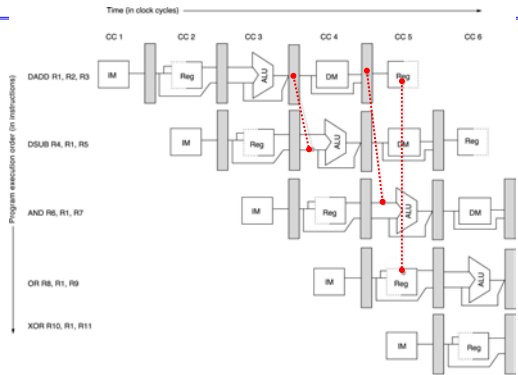 Time (in clock cycles)
CC 1 CC 2 CC 3 CC 4 CC 5 CC 6
Program execution order (in instructions)
DADD R1, R2, R3 IM Reg ALU DM Reg
DSUB R4, R1, R5 IM Reg ALU DM Reg
AND R6, R1, R7 IM Reg ALU DM
OR R8, R1, R9 IM Reg ALU
XOR R10, R1, R11
IM Reg